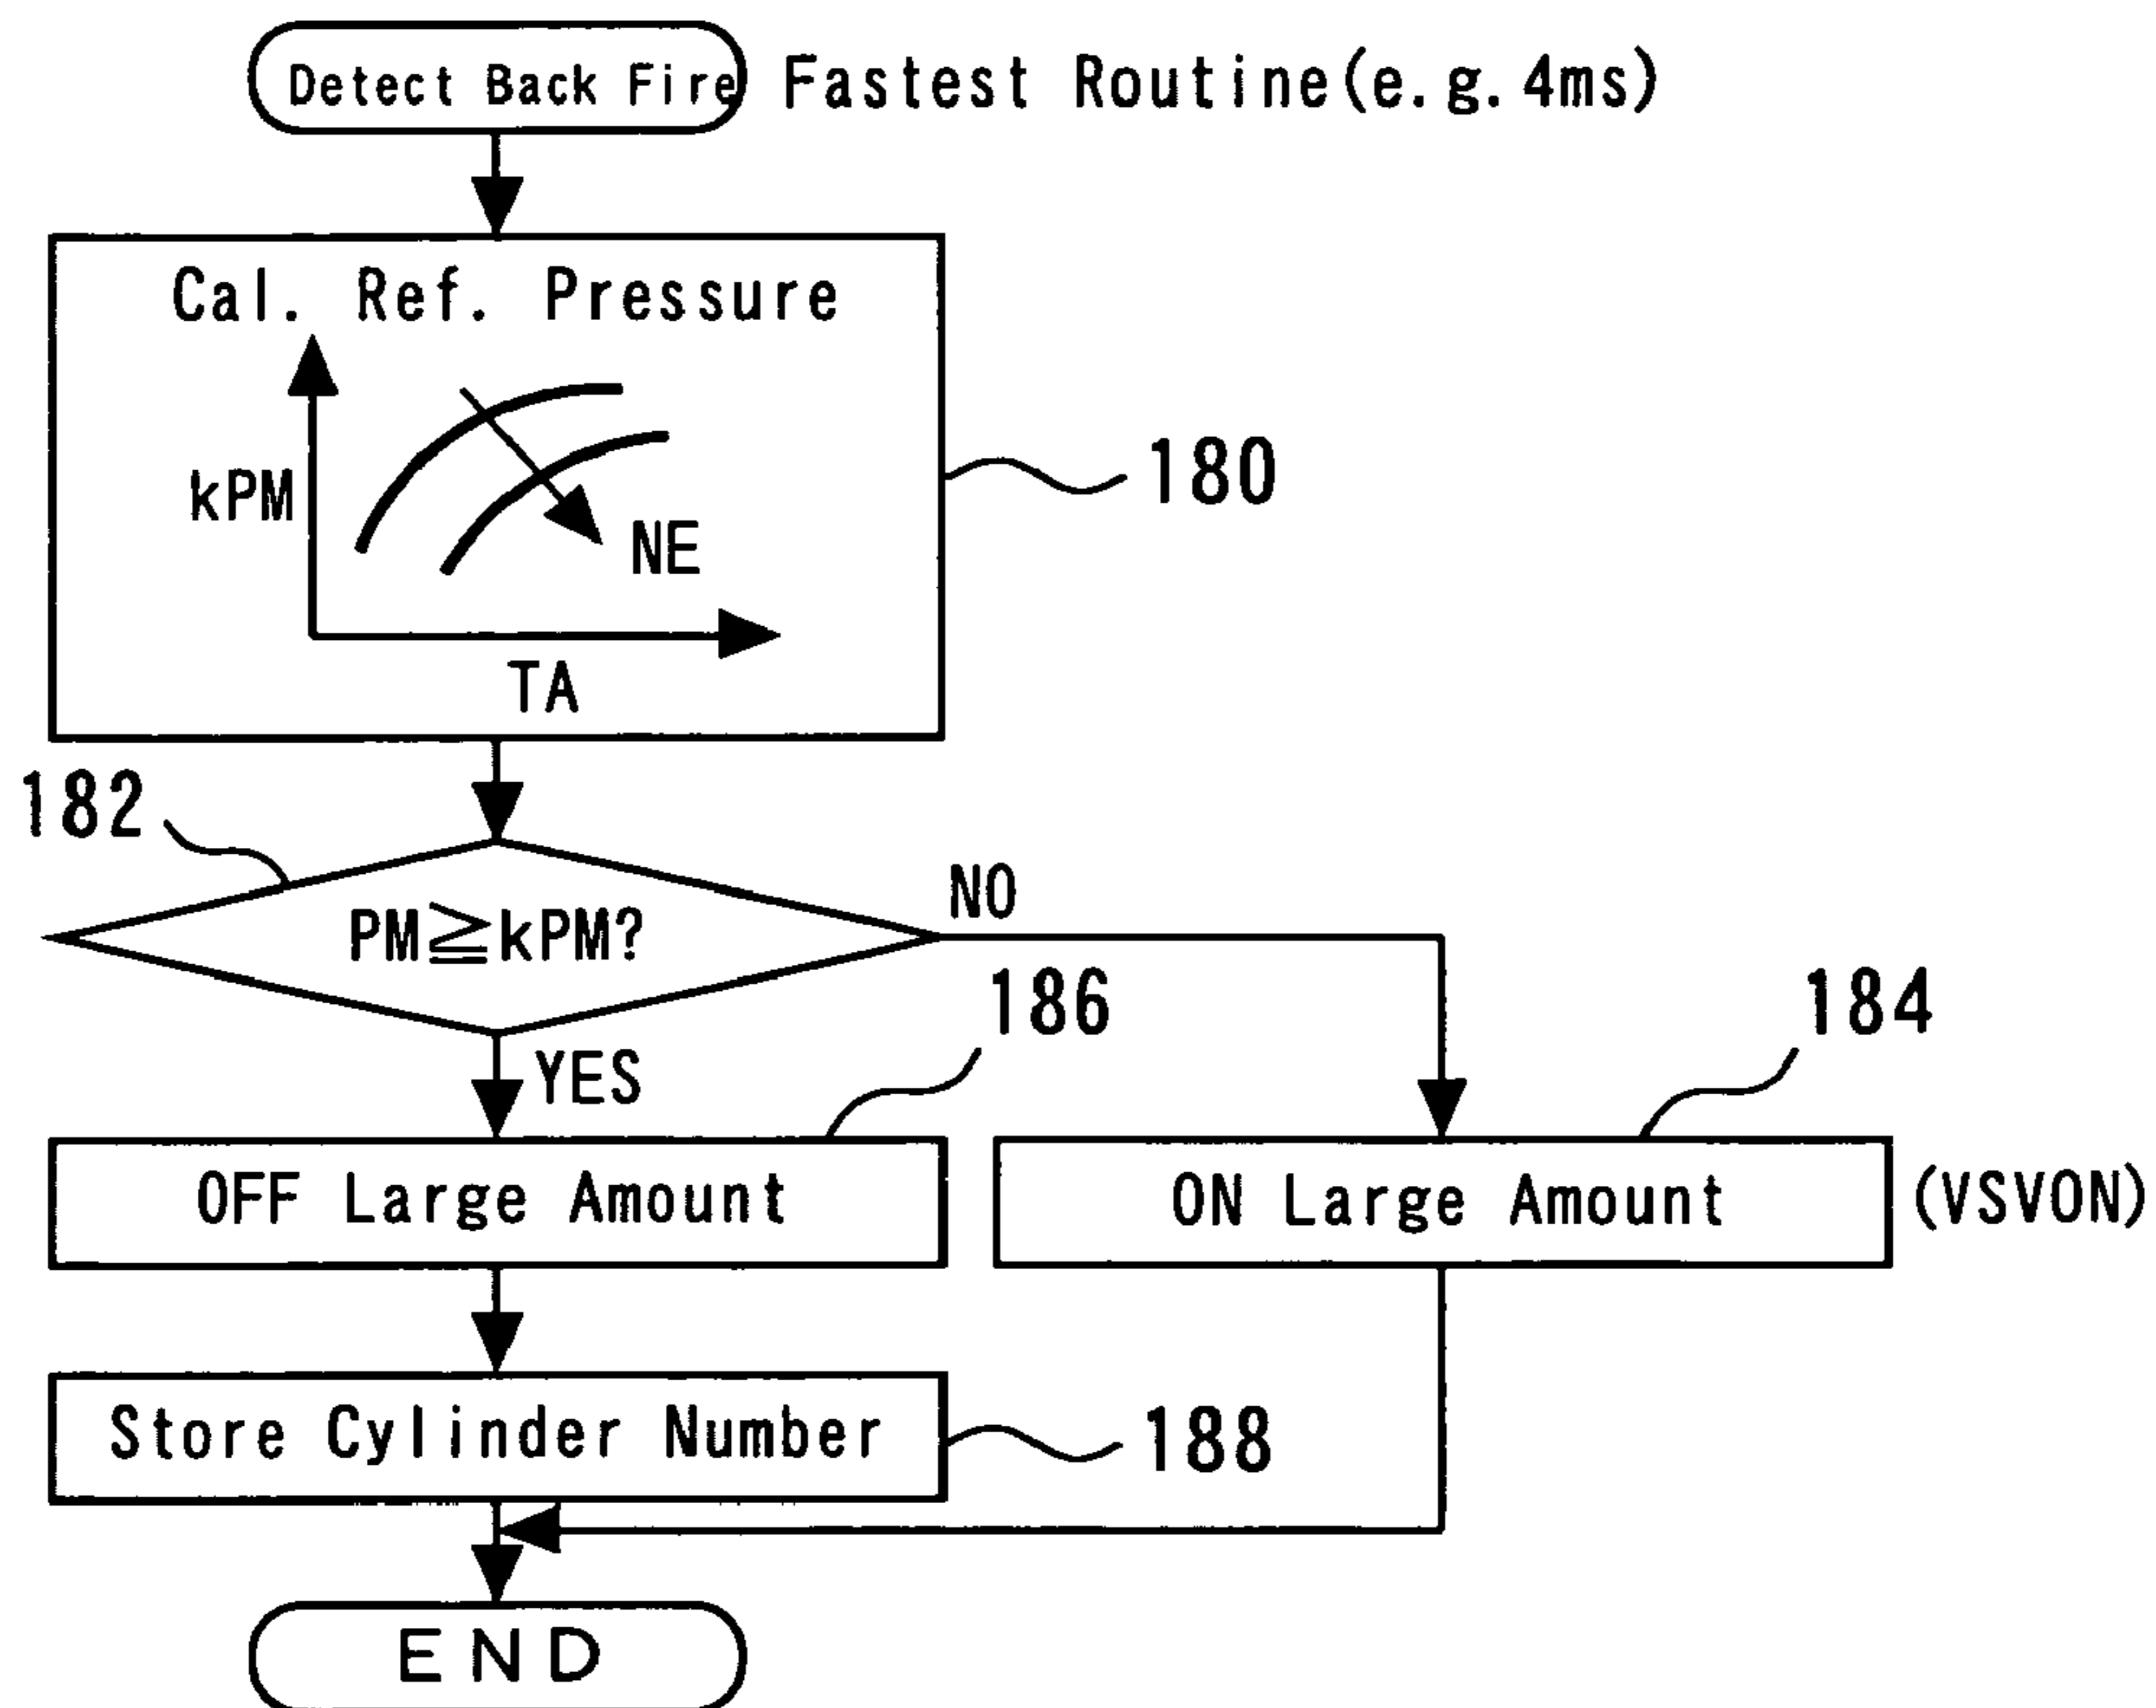 Detect Back Fire
Fastest Routine(e.g.4ms)
Cal. Ref. Pressure
kPM
NE
TA
180
182
PM≧kPM?
NO
YES
186
184
OFF Large Amount
ON Large Amount
(VSVON)
Store Cylinder Number
188
END